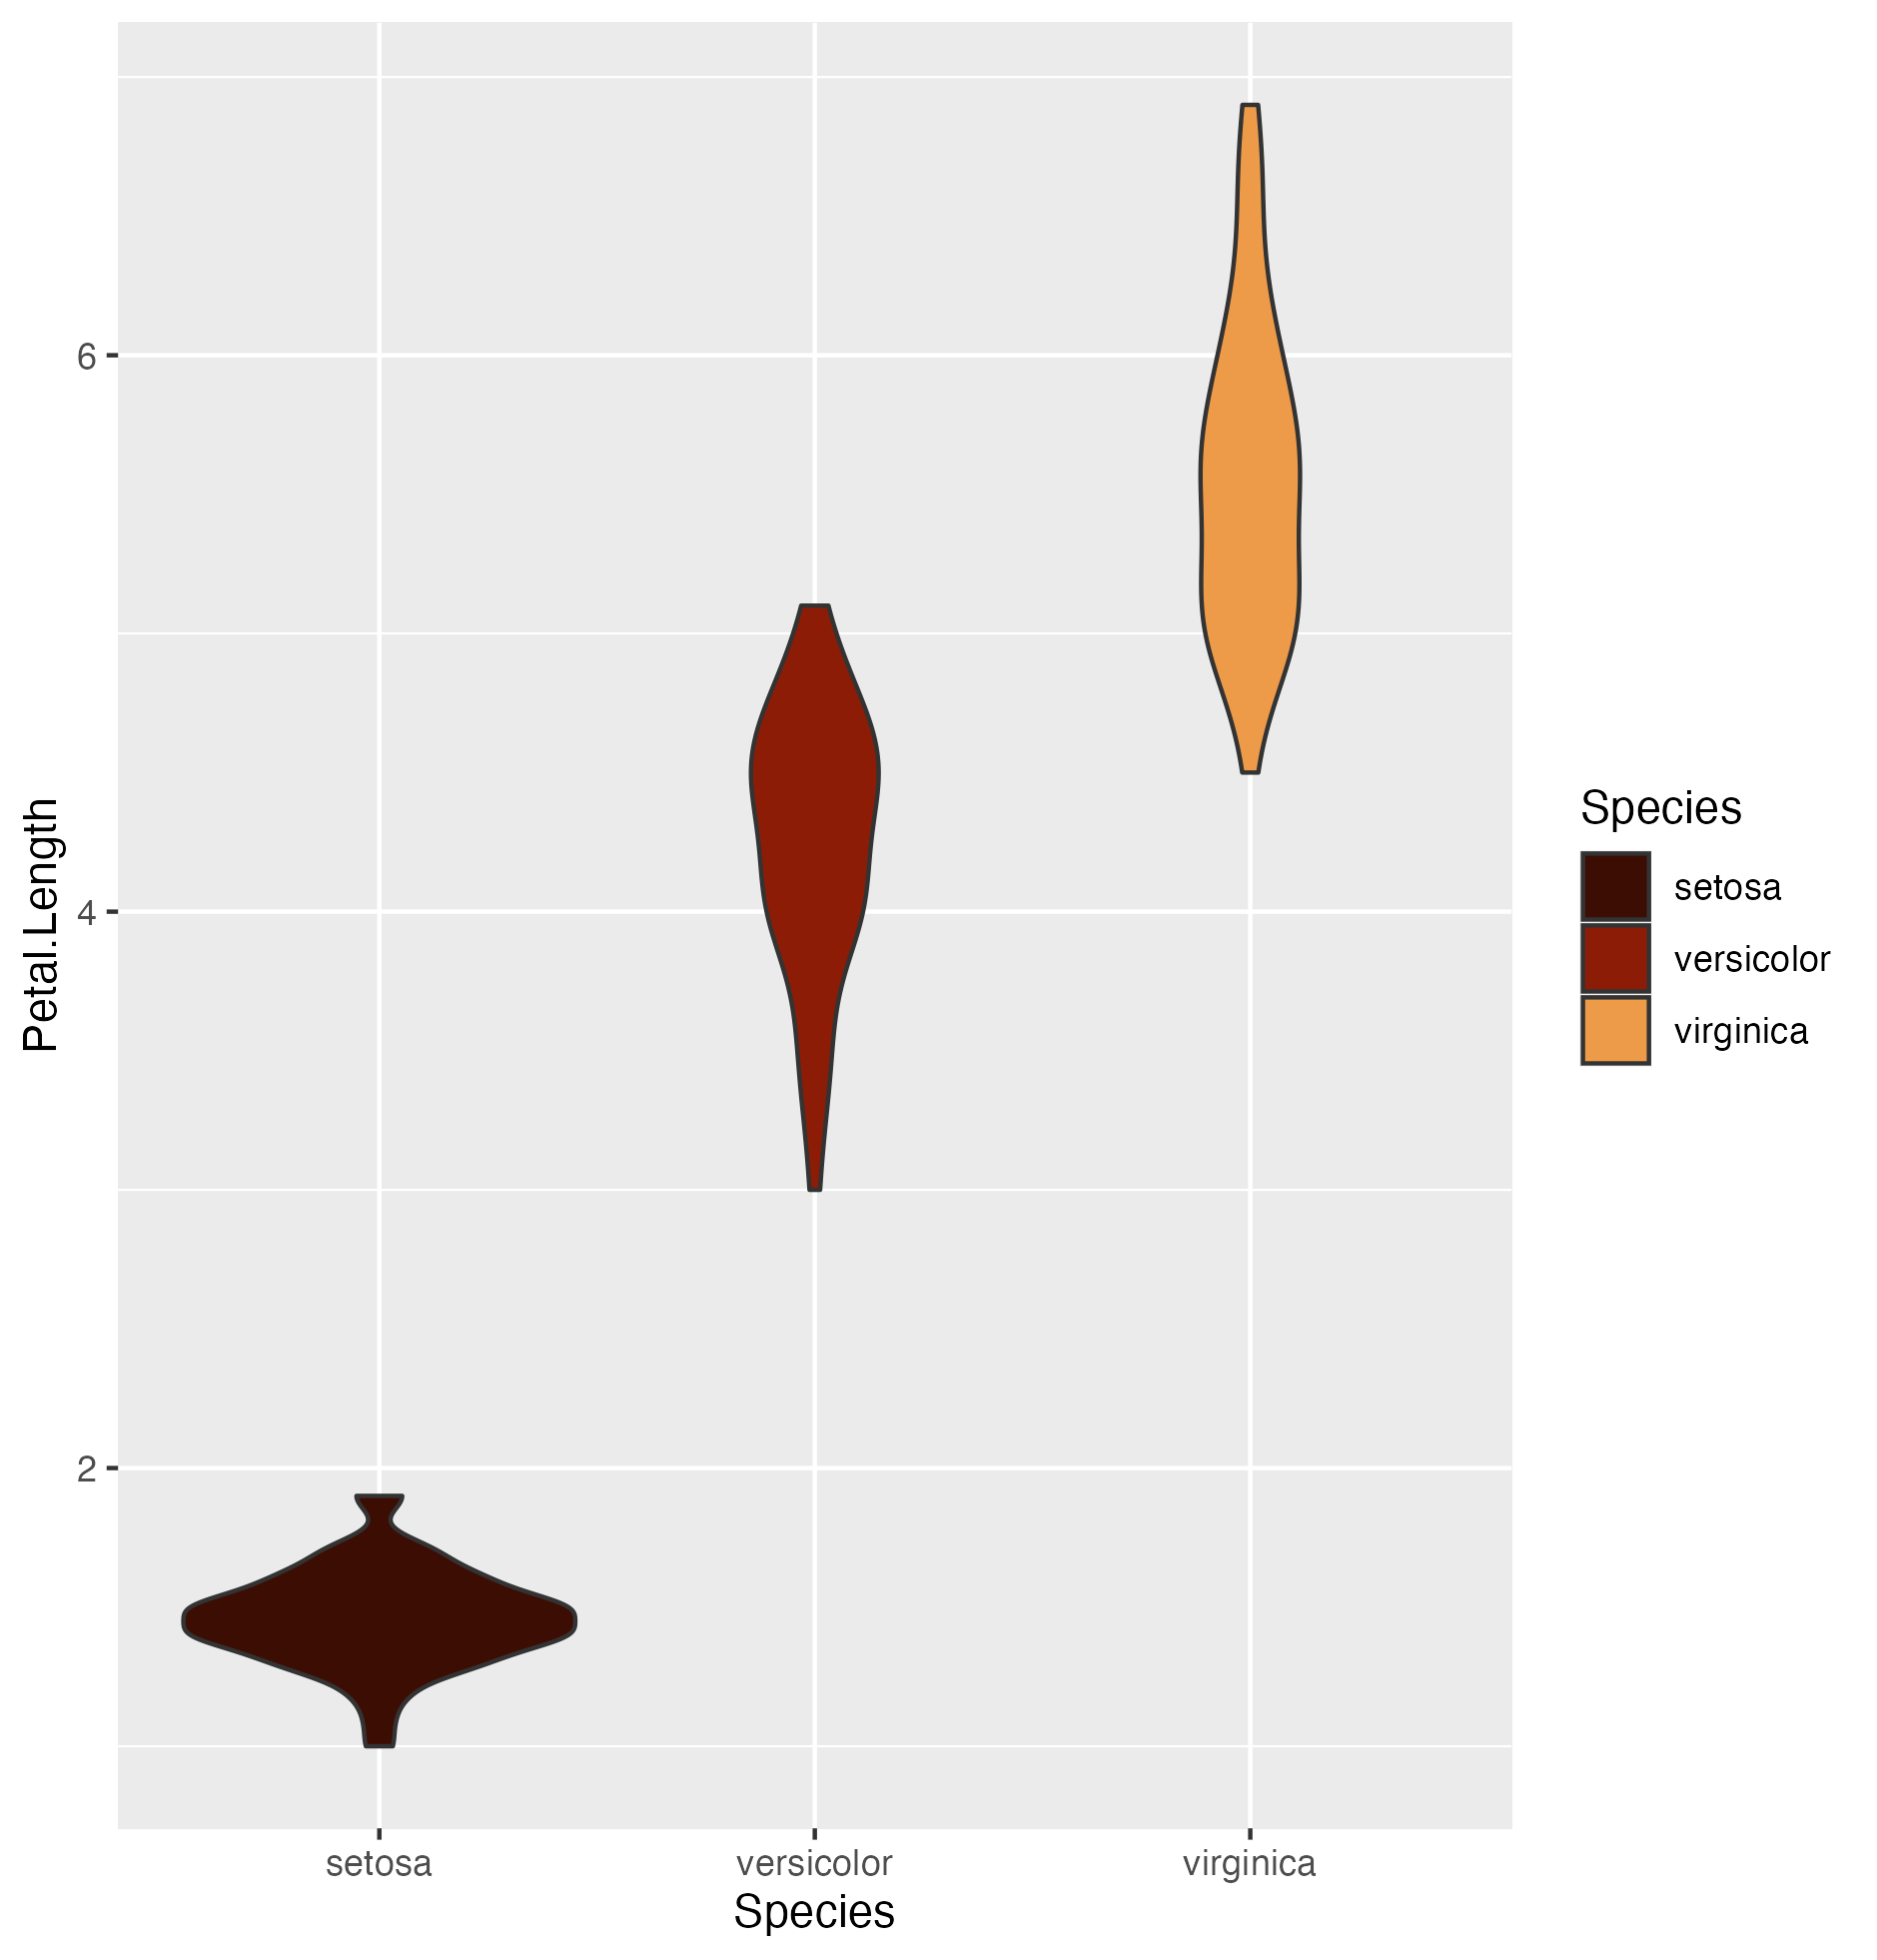 Petal.Length
6
4
2
setosa
versicolor
virginica
Species
Species
setosa
versicolor
virginica